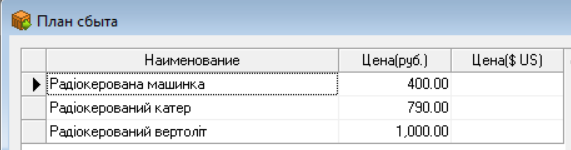 План сбыта
Наименование Цена(руб.) Цена($ US)
Радіокерована машинка 400.00
Радіокерований катер 790.00
Радіокерований вертоліт 1,000.00